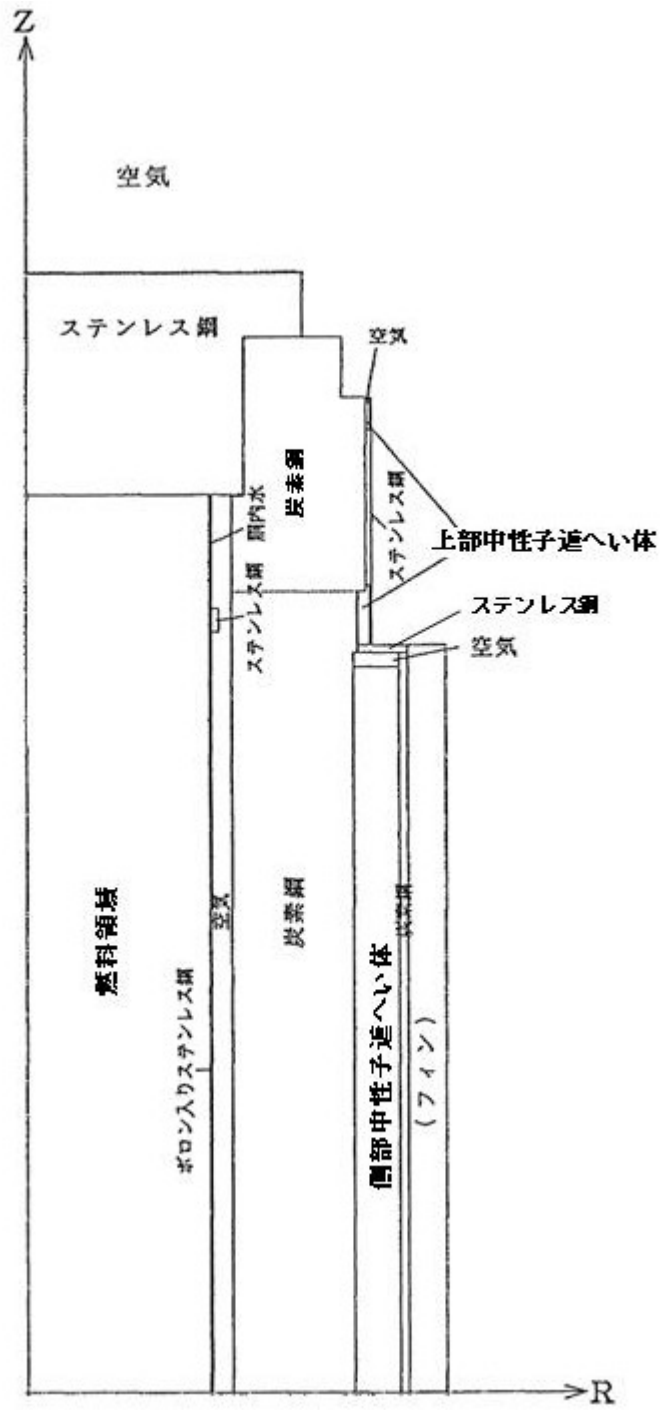 Z
空気
ステンレス鋼
空気
炭素鋼
胴内水
ステンレス鋼
上部中性子遮へい体
ステンレス鋼
ステンレス鋼
空気
燃料領域
空気
炭素鋼
炭素鋼
側部中性子遮へい体
(フィン)
ボロン入りステンレス鋼
R